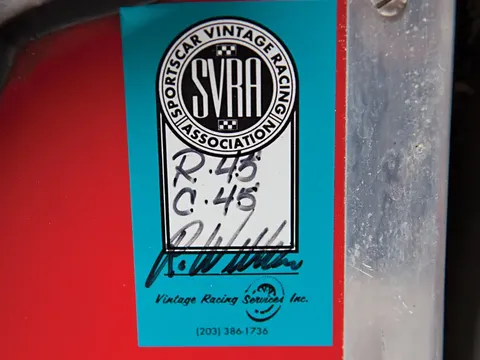 SPORTSCAR VINTAGE RACING
SVRA
ASSOCIATION
R.45
C.45
Vintage Racing Services Inc.
(203) 386-1736